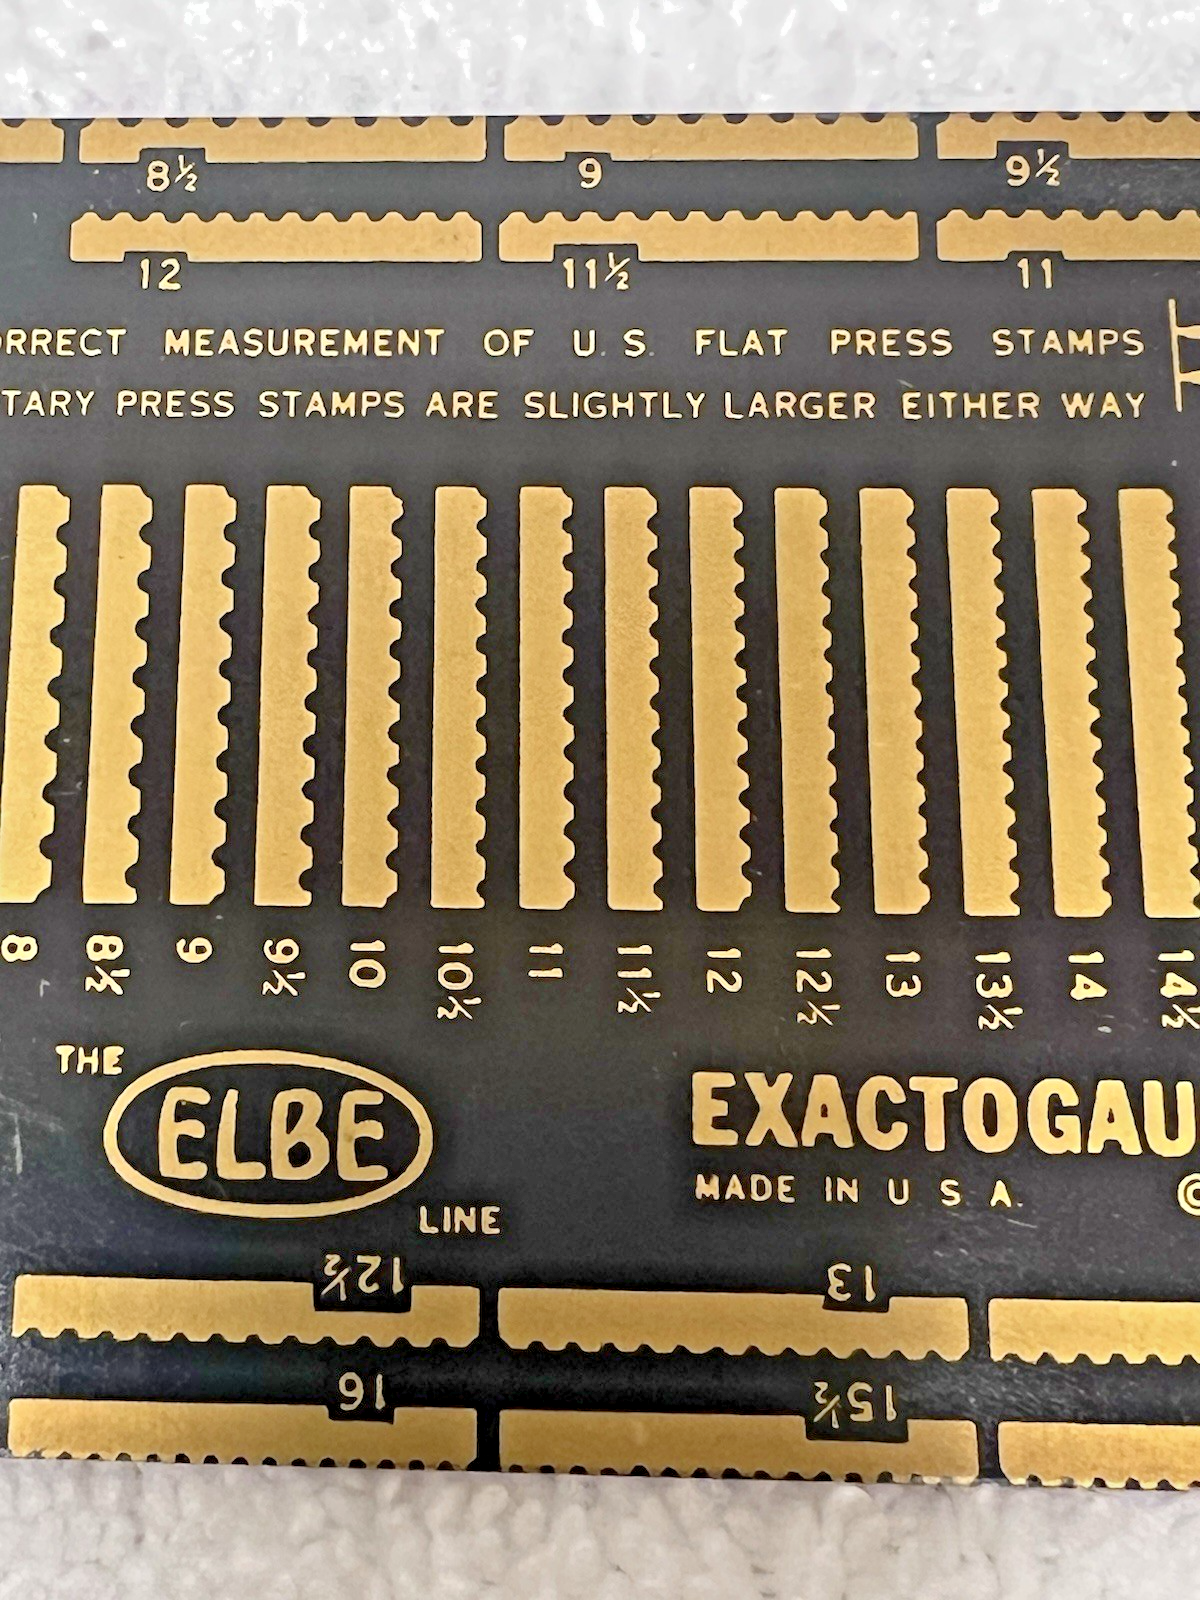 8½ 9 9½
12 11½ 11
ORRECT MEASUREMENT OF U.S. FLAT PRESS STAMPS
TARY PRESS STAMPS ARE SLIGHTLY LARGER EITHER WAY
8 8½ 9 9½ 10 10½ 11 11½ 12 12½ 13 13½ 14 14½
THE
ELBE
LINE
EXACTOGAU
MADE IN U S A. ©
12½ 13
16 15½